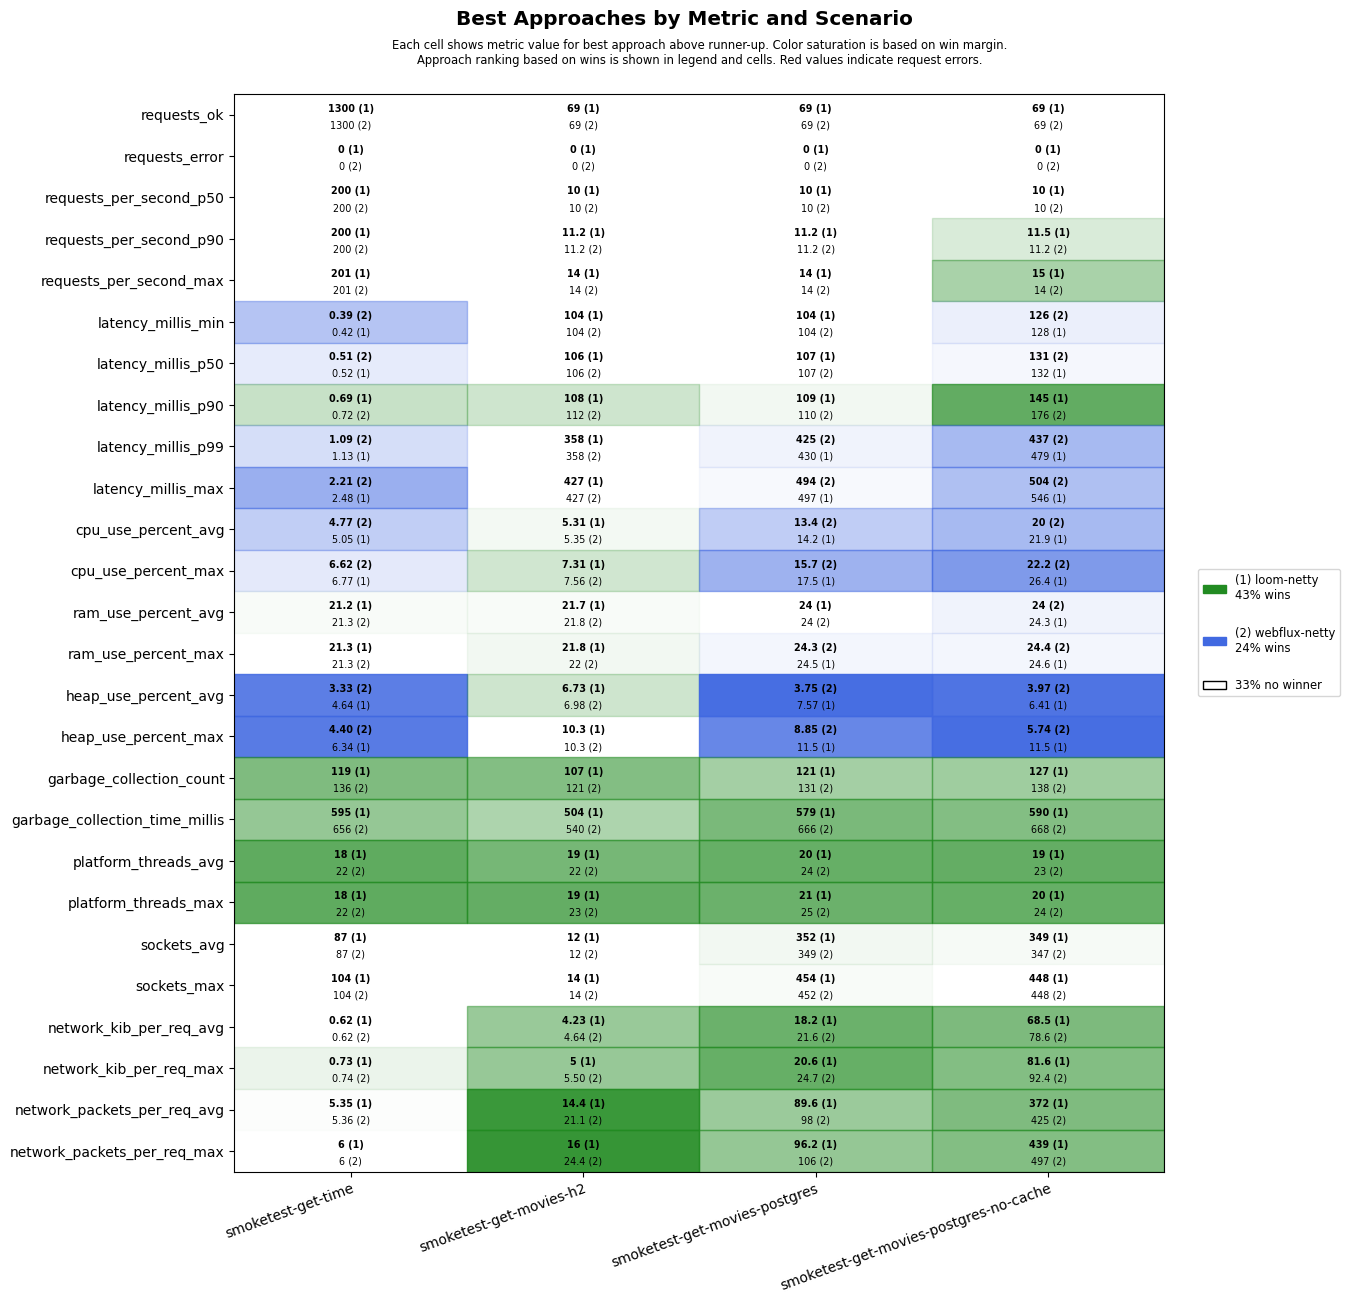 Best Approaches by Metric and Scenario
Each cell shows metric value for best approach above runner-up. Color saturation is based on win margin.
Approach ranking based on wins is shown in legend and cells. Red values indicate request errors.
requests_ok
1300 (1) 69 (1) 69 (1) 69 (1)
1300 (2) 69 (2) 69 (2) 69 (2)
requests_error
0 (1) 0 (1) 0 (1) 0 (1)
0 (2) 0 (2) 0 (2) 0 (2)
requests_per_second_p50
200 (1) 10 (1) 10 (1) 10 (1)
200 (2) 10 (2) 10 (2) 10 (2)
requests_per_second_p90
200 (1) 11.2 (1) 11.2 (1) 11.5 (1)
200 (2) 11.2 (2) 11.2 (2) 11.2 (2)
requests_per_second_max
201 (1) 14 (1) 14 (1) 15 (1)
201 (2) 14 (2) 14 (2) 14 (2)
latency_millis_min
0.39 (2) 104 (1) 104 (1) 126 (2)
0.42 (1) 104 (2) 104 (2) 128 (1)
latency_millis_p50
0.51 (2) 106 (1) 107 (1) 131 (2)
0.52 (1) 106 (2) 107 (2) 132 (1)
latency_millis_p90
0.69 (1) 108 (1) 109 (1) 145 (1)
0.72 (2) 112 (2) 110 (2) 176 (2)
latency_millis_p99
1.09 (2) 358 (1) 425 (2) 437 (2)
1.13 (1) 358 (2) 430 (1) 479 (1)
latency_millis_max
2.21 (2) 427 (1) 494 (2) 504 (2)
2.48 (1) 427 (2) 497 (1) 546 (1)
cpu_use_percent_avg
4.77 (2) 5.31 (1) 13.4 (2) 20 (2)
5.05 (1) 5.35 (2) 14.2 (1) 21.9 (1)
cpu_use_percent_max
6.62 (2) 7.31 (1) 15.7 (2) 22.2 (2)
6.77 (1) 7.56 (2) 17.5 (1) 26.4 (1)
ram_use_percent_avg
21.2 (1) 21.7 (1) 24 (1) 24 (2)
21.3 (2) 21.8 (2) 24 (2) 24.3 (1)
ram_use_percent_max
21.3 (1) 21.8 (1) 24.3 (2) 24.4 (2)
21.3 (2) 22 (2) 24.5 (1) 24.6 (1)
heap_use_percent_avg
3.33 (2) 6.73 (1) 3.75 (2) 3.97 (2)
4.64 (1) 6.98 (2) 7.57 (1) 6.41 (1)
heap_use_percent_max
4.40 (2) 10.3 (1) 8.85 (2) 5.74 (2)
6.34 (1) 10.3 (2) 11.5 (1) 11.5 (1)
garbage_collection_count
119 (1) 107 (1) 121 (1) 127 (1)
136 (2) 121 (2) 131 (2) 138 (2)
garbage_collection_time_millis
595 (1) 504 (1) 579 (1) 590 (1)
656 (2) 540 (2) 666 (2) 668 (2)
platform_threads_avg
18 (1) 19 (1) 20 (1) 19 (1)
22 (2) 22 (2) 24 (2) 23 (2)
platform_threads_max
18 (1) 19 (1) 21 (1) 20 (1)
22 (2) 23 (2) 25 (2) 24 (2)
sockets_avg
87 (1) 12 (1) 352 (1) 349 (1)
87 (2) 12 (2) 349 (2) 347 (2)
sockets_max
104 (1) 14 (1) 454 (1) 448 (1)
104 (2) 14 (2) 452 (2) 448 (2)
network_kib_per_req_avg
0.62 (1) 4.23 (1) 18.2 (1) 68.5 (1)
0.62 (2) 4.64 (2) 21.6 (2) 78.6 (2)
network_kib_per_req_max
0.73 (1) 5 (1) 20.6 (1) 81.6 (1)
0.74 (2) 5.50 (2) 24.7 (2) 92.4 (2)
network_packets_per_req_avg
5.35 (1) 14.4 (1) 89.6 (1) 372 (1)
5.36 (2) 21.1 (2) 98 (2) 425 (2)
network_packets_per_req_max
6 (1) 16 (1) 96.2 (1) 439 (1)
6 (2) 24.4 (2) 106 (2) 497 (2)
smoketest-get-time
smoketest-get-movies-h2
smoketest-get-movies-postgres
smoketest-get-movies-postgres-no-cache
(1) loom-netty
43% wins
(2) webflux-netty
24% wins
33% no winner